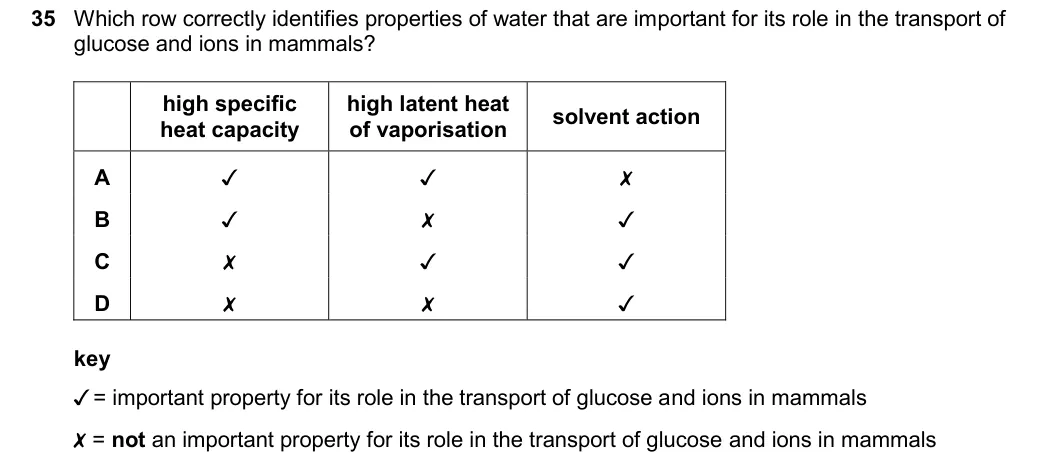 35 Which row correctly identifies properties of water that are important for its role in the transport of
glucose and ions in mammals?
high specific heat capacity | high latent heat of vaporisation | solvent action
A ✓ ✓ ✗
B ✓ ✗ ✓
C ✗ ✓ ✓
D ✗ ✗ ✓
key
✓ = important property for its role in the transport of glucose and ions in mammals
✗ = not an important property for its role in the transport of glucose and ions in mammals